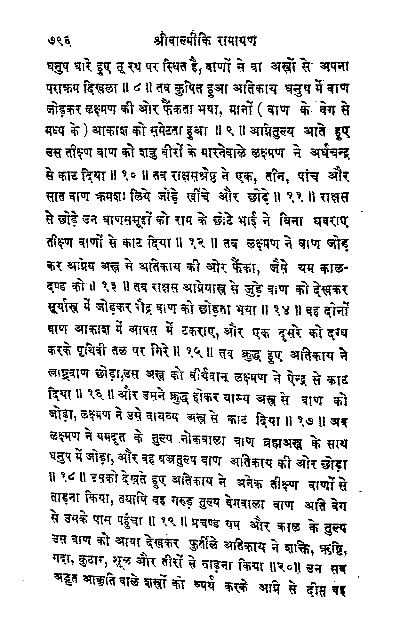 ७९६ श्रीवाल्मीकि रामायण
धनुष धारे हुए तू रथ पर स्थित है, बाणों से वा अस्त्रों से अपना
पराक्रम दिखला ॥ ८ ॥ तब कुपित हुआ अतिकाय धनुष में बाण
जोड़कर लक्ष्मण की ओर फैंकता भया, मानों ( बाण के वेग से
मध्य के ) आकाश को समेटता हुआ ॥ ९ ॥ अग्नितुल्य आते हुए
उस तीक्ष्ण बाण को शत्रु वीरों के मारनेवाले लक्ष्मण ने अर्धचन्द्र
से काट दिया ॥ १० ॥ तब राक्षसश्रेष्ठ ने एक, तीन, पांच और
सात बाण क्रमशः लिये जोड़े खींचे और छोड़े ॥ ११ ॥ राक्षस
से छोड़े उन बाणसमूहों को राम के छोटे भाई ने बिना घबराए
तीक्ष्ण बाणों से काट दिया ॥ १२ ॥ तब लक्ष्मण ने बाण जोड़
कर आग्नेय अस्त्र से अतिकाय की ओर फैंका, जैसे यम काल-
दण्ड को ॥ १३ ॥ तब राक्षस आग्नेयास्त्र से जुड़े बाण को देखकर
सूर्यास्त्र में जोड़कर रौद्र बाण को छोड़ता भया ॥ १४ ॥ वह दोनों
बाण आकाश में आपस में टकराए, और एक दूसरे को दग्ध
करके पृथिवी तळ पर गिरे ॥ १५ ॥ तब क्रुद्ध हुए अतिकाय ने
त्वाष्ट्रबाण छोड़ा,उस अस्त्र को वीर्यवान् लक्ष्मण ने ऐन्द्र से काट
दिया ॥ १६ ॥ और उसने क्रुद्ध होकर याम्य अस्त्र से बाण को
जोड़ा, लक्ष्मण ने उसे वायव्य अस्त्र से काट दिया ॥ १७ ॥ अब
लक्ष्मण ने यमदूत के तुल्य नोकवाला बाण ब्रह्मअस्त्र के साथ
धनुष में जोड़ा, और वह वज्रतुल्य बाण अतिकाय की ओर छोड़ा
॥ १८ ॥ उसको देखते हुए अतिकाय ने अनेक तीक्ष्ण बाणों से
ताड़ना किया, तथापि वह गरुड़ तुल्य वेगवाला बाण अति वेग
से उसके पास पहुंचा ॥ १९ ॥ प्रचण्ड यम और काल के तुल्य
उस बाण को आया देखकर फुर्तीले अतिकाय ने शक्ति, ऋष्टि,
गदा, कुठार, शूल और तीरों से ताड़ना किया ॥ २० ॥ उन सब
अद्भुत आकृति वाले शस्त्रों को व्यर्थ करके अग्नि से दीप्त वह